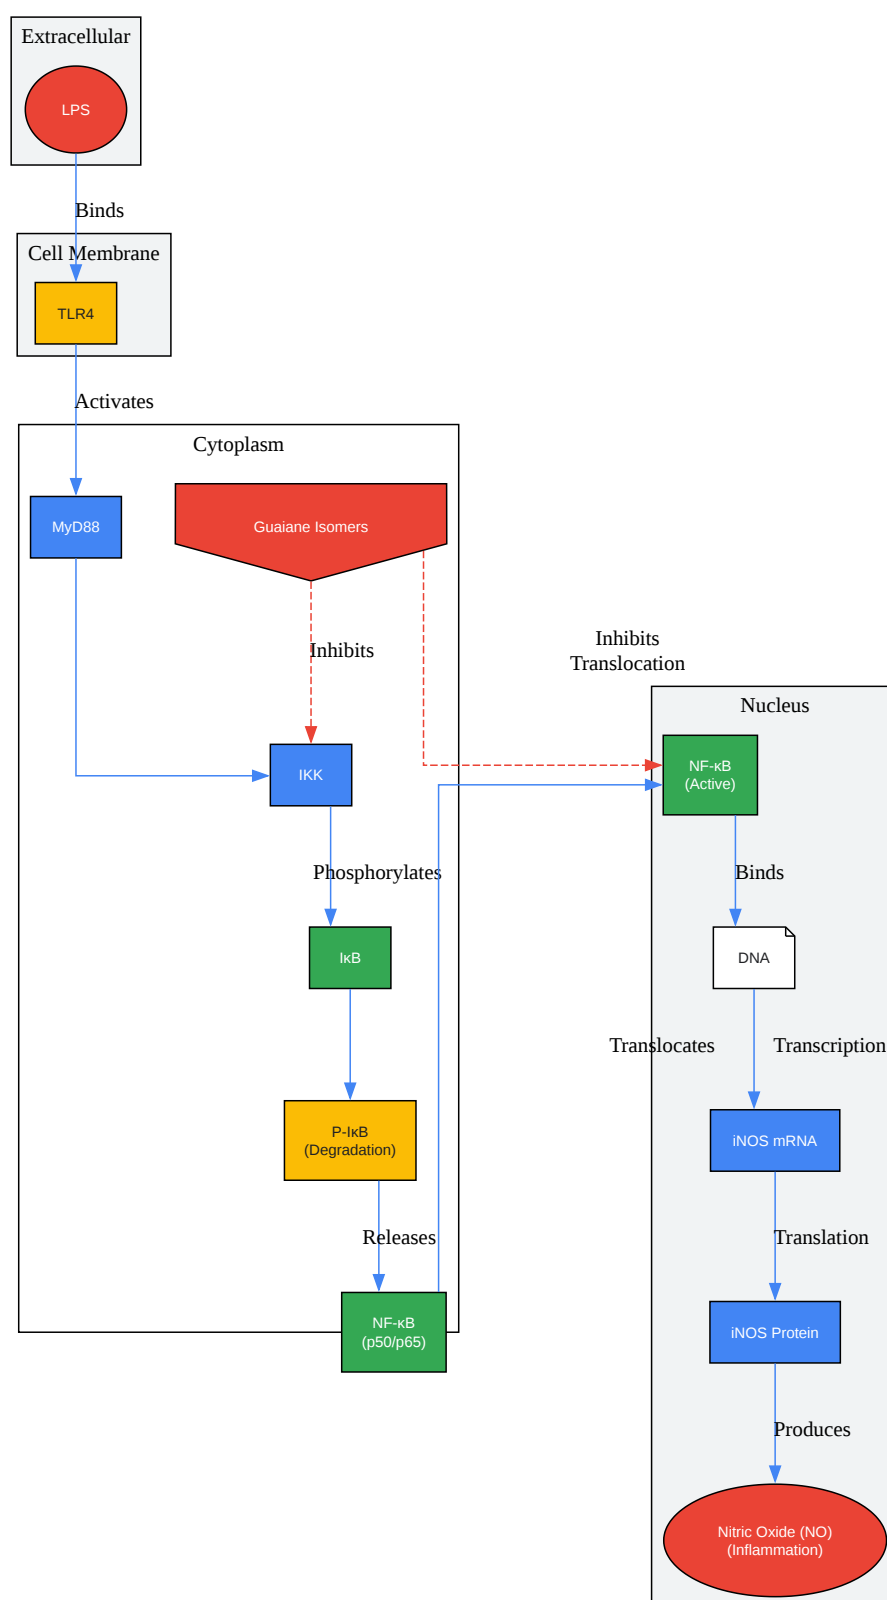 Extracellular
LPS
Binds
Cell Membrane
TLR4
Activates
Cytoplasm
MyD88
Guaiane Isomers
Inhibits
Inhibits
Translocation
Nucleus
IKK
NF-κB
(Active)
Phosphorylates
Binds
IκB
DNA
Translocates
Transcription
P-IκB
(Degradation)
iNOS mRNA
Releases
Translation
NF-κB
(p50/p65)
iNOS Protein
Produces
Nitric Oxide (NO)
(Inflammation)